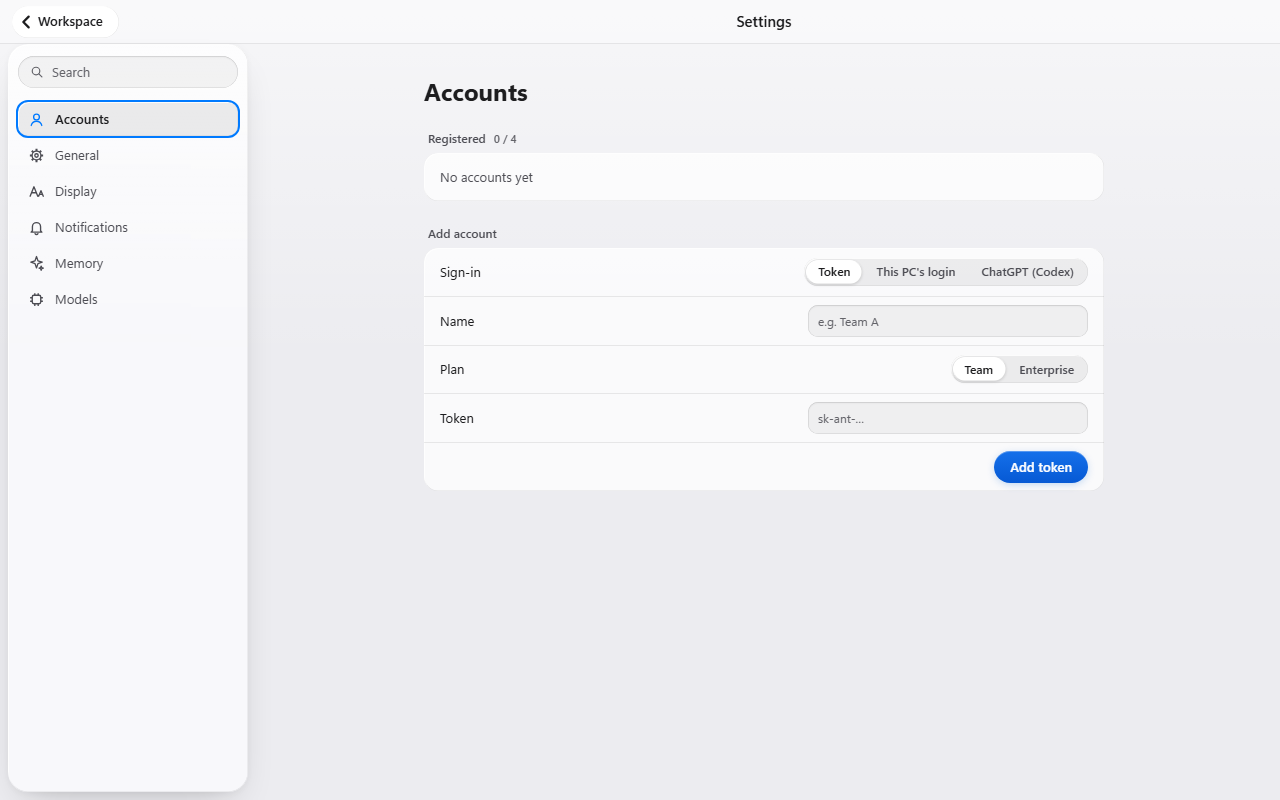 Workspace
Settings
Search
Accounts
General
Display
Notifications
Memory
Models
Accounts
Registered 0 / 4
No accounts yet
Add account
Sign-in Token This PC's login ChatGPT (Codex)
Name e.g. Team A
Plan Team Enterprise
Token sk-ant-...
Add token